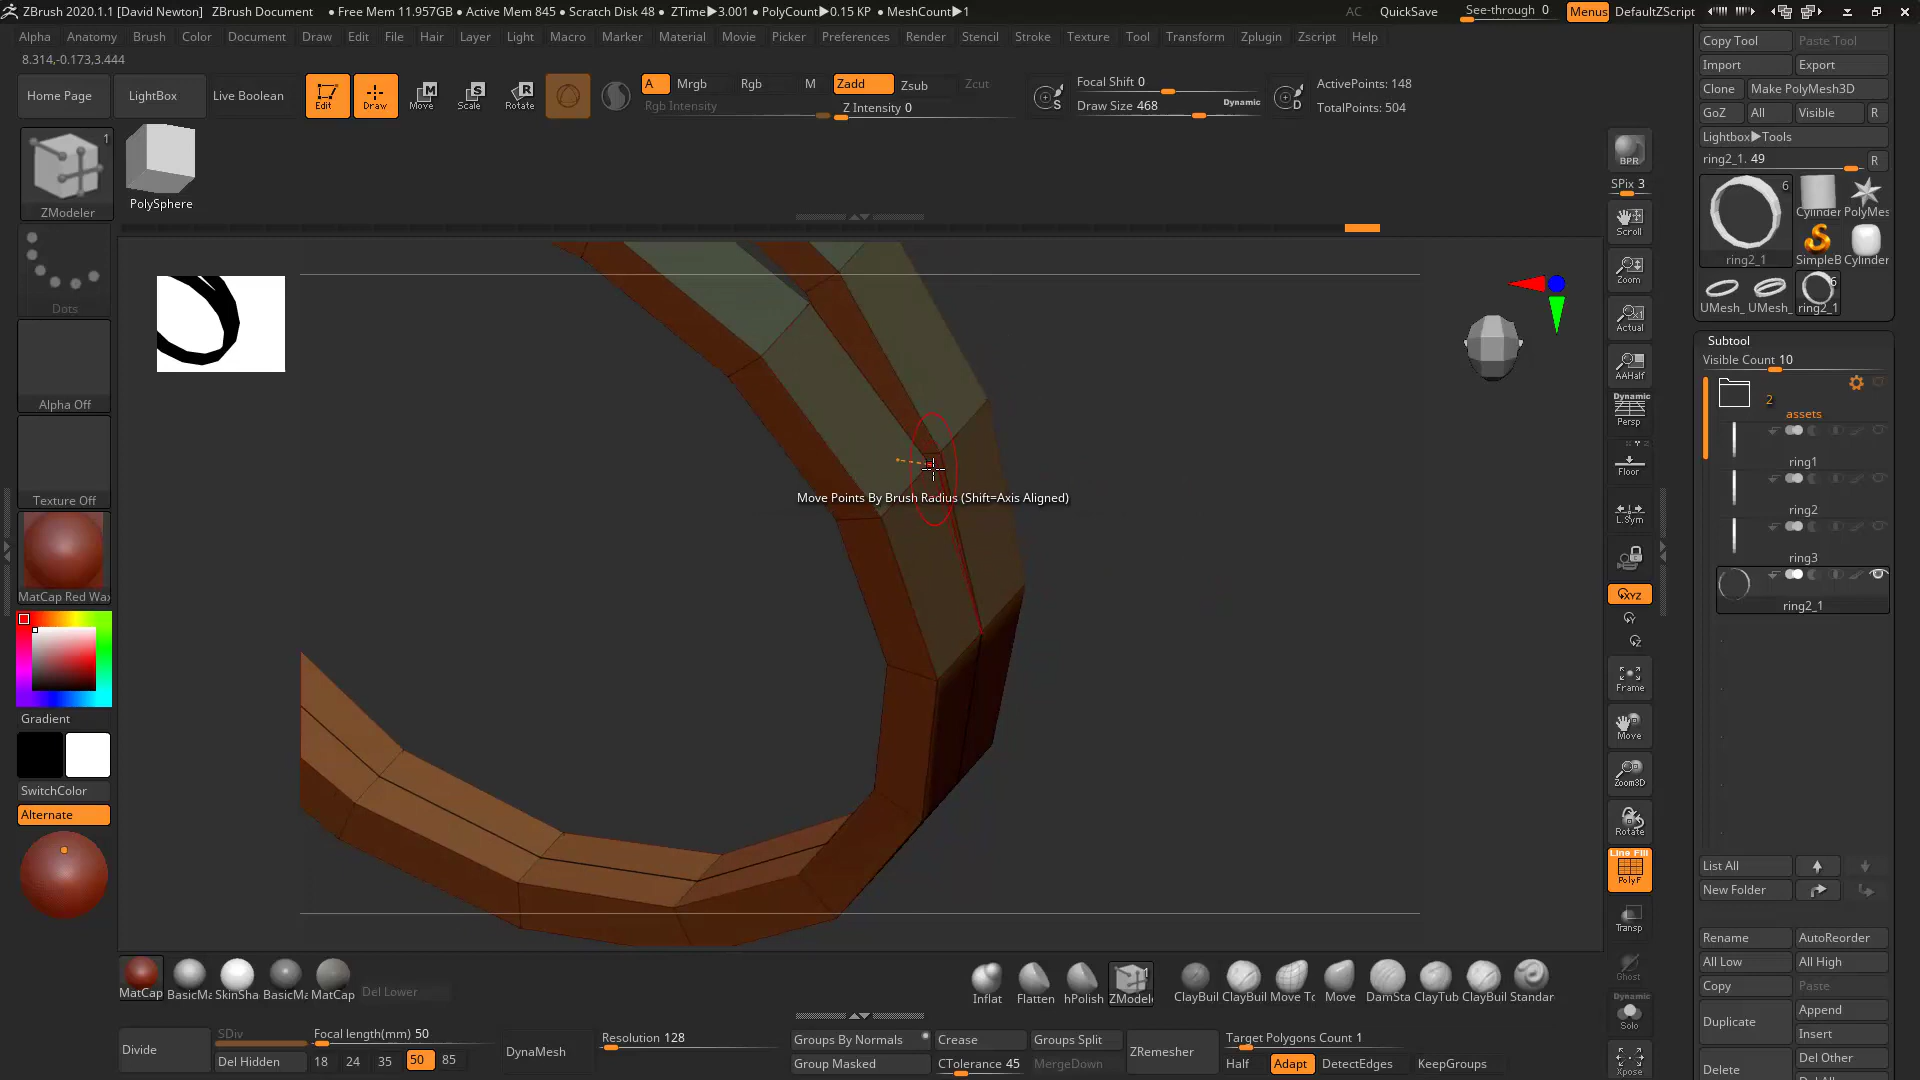 ZBrush 2020.1.1 [David Newton] ZBrush Document • Free Mem 11.957GB • Active Mem 845 • Scratch Disk 48 • ZTime▶3.001 • PolyCount▶0.15 KP • MeshCount▶1 AC QuickSave See-through 0 Menus DefaultZScript
Alpha Anatomy Brush Color Document Draw Edit File Hair Layer Light Macro Marker Material Movie Picker Preferences Render Stencil Stroke Texture Tool Transform Zplugin Zscript Help
8.314,-0.173,3.444
Home Page LightBox Live Boolean Edit Draw Move Scale Rotate
A Mrgb Rgb M Zadd Zsub Zcut
Rgb Intensity Z Intensity 0
Focal Shift 0
Draw Size 468 Dynamic
ActivePoints: 148
TotalPoints: 504
1
ZModeler
PolySphere
Dots
Alpha Off
Texture Off
MatCap Red Wax
Gradient
SwitchColor
Alternate
Move Points By Brush Radius (Shift=Axis Aligned)
BPR
SPix 3
Scroll
Zoom
Actual
AAHalf
Dynamic
Persp
Floor
L.Sym
XYZ
Frame
Move
Zoom3D
Rotate
Line Fill
PolyF
Transp
Ghost
Dynamic
Solo
Xpose
Copy Tool Paste Tool
Import Export
Clone Make PolyMesh3D
GoZ All Visible R
Lightbox▶Tools
ring2_1. 49 R
6
Cylinder PolyMes
ring2_1 SimpleB Cylinder
6
UMesh_ UMesh_ ring2_1
Subtool
Visible Count 10
2
assets
ring1
ring2
ring3
ring2_1
List All
New Folder
Rename AutoReorder
All Low All High
Copy Paste
Duplicate Append
Insert
Delete Del Other
MatCap BasicMa SkinSha BasicMa MatCap Del Lower
1
Inflat Flatten hPolish ZModele ClayBuil ClayBuil Move Tc Move DamSta ClayTub ClayBuil Standar
Divide SDiv
Del Hidden
Focal length(mm) 50
18 24 35 50 85
DynaMesh
Resolution 128
Groups By Normals Crease Groups Split
Group Masked CTolerance 45 MergeDown
ZRemesher
Target Polygons Count 1
Half Adapt DetectEdges KeepGroups